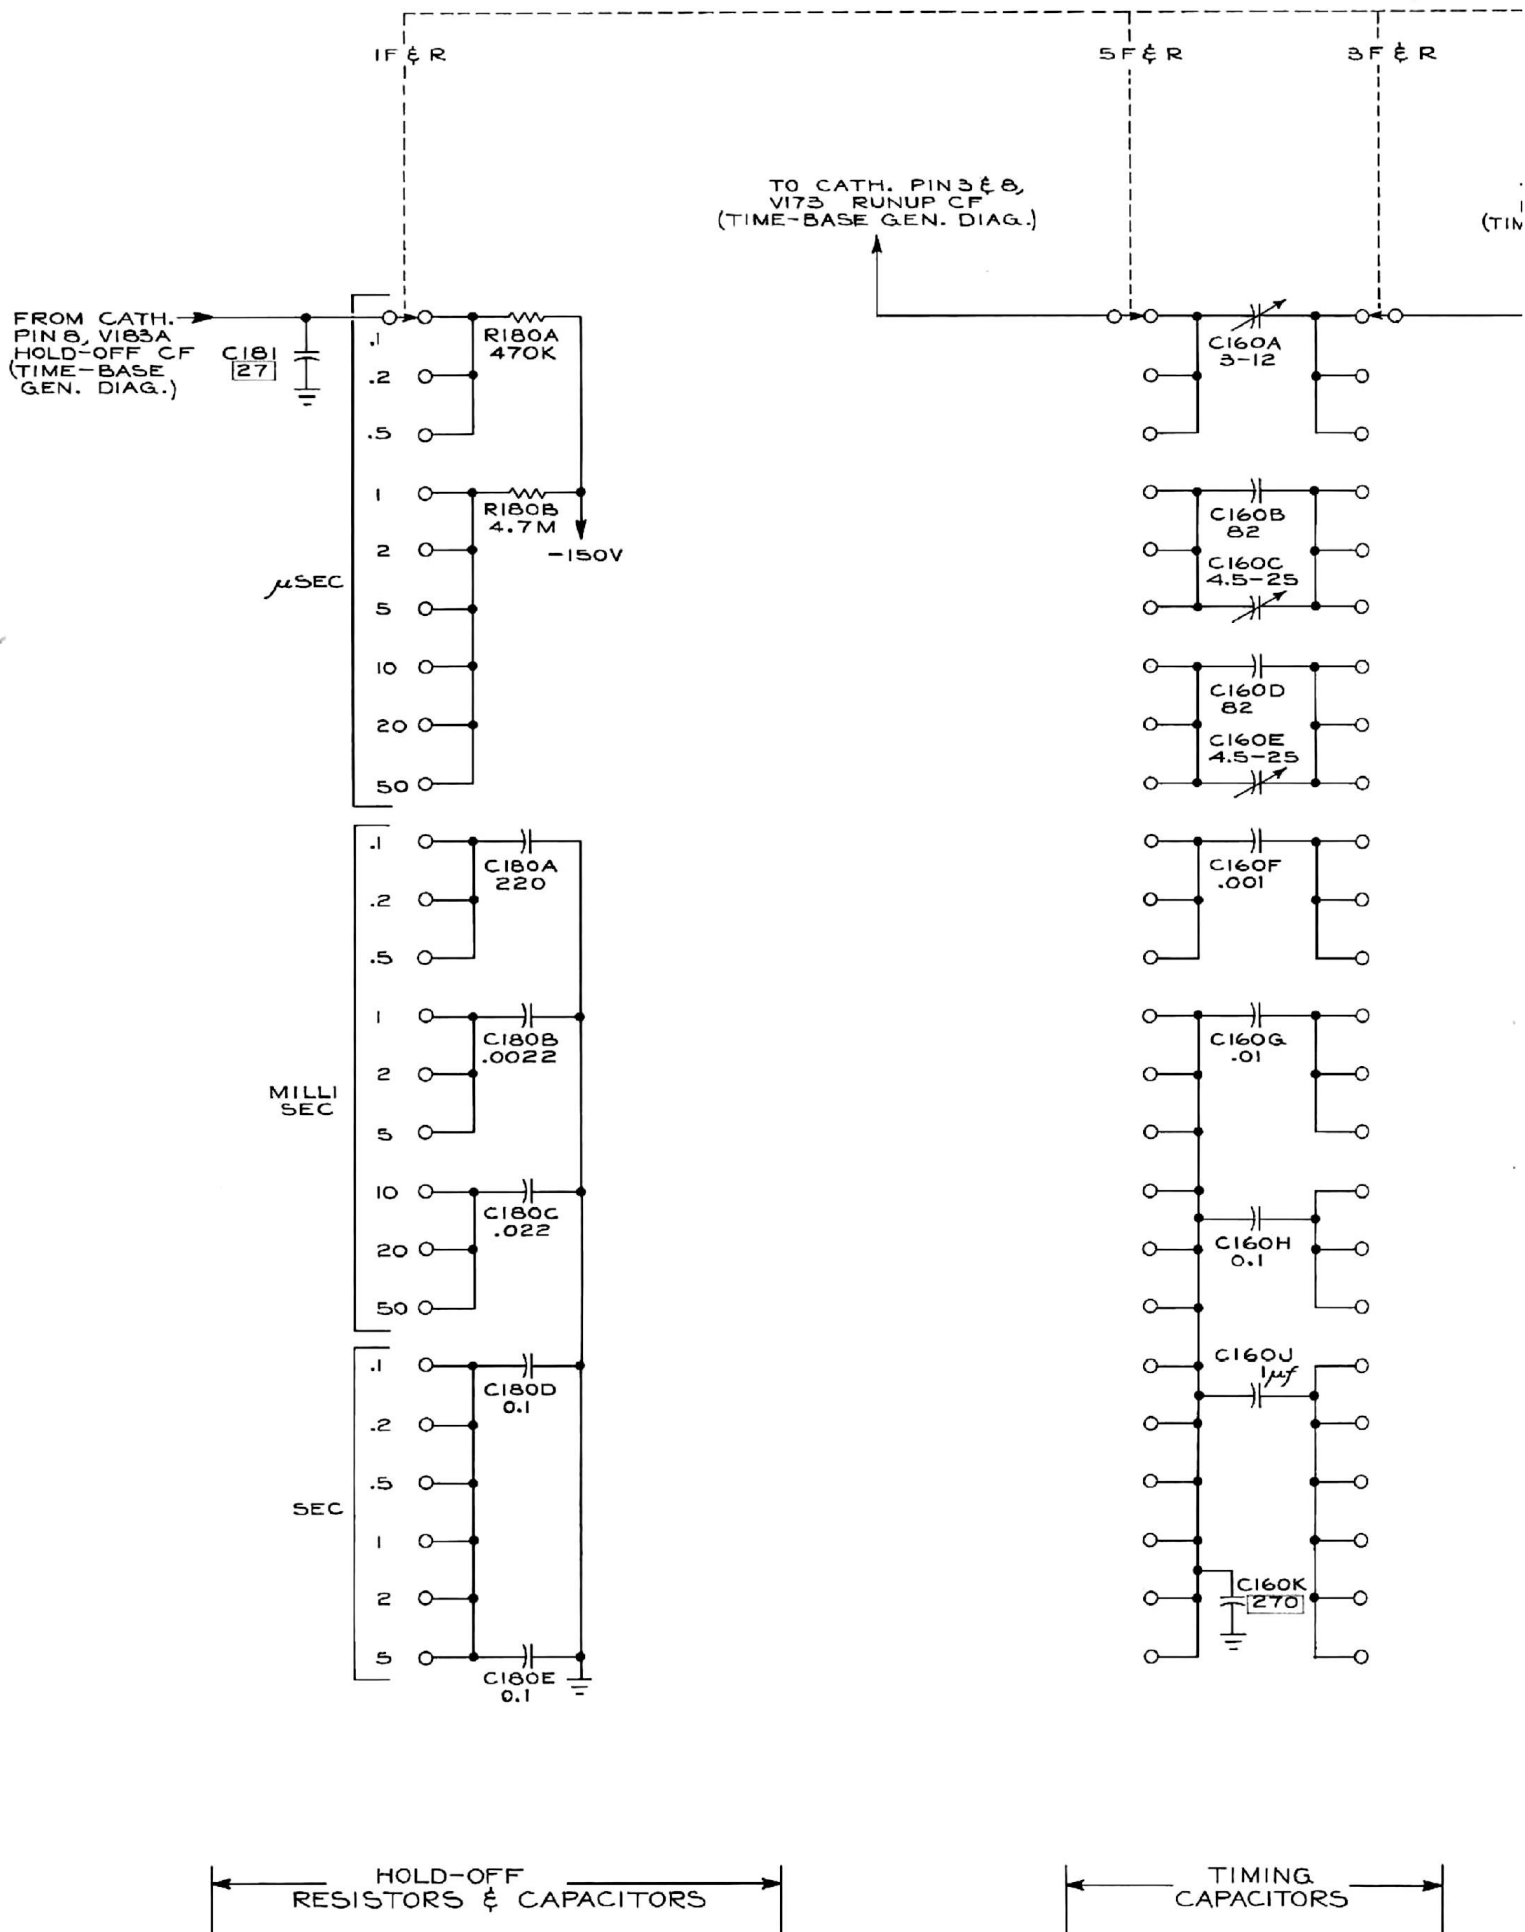 1F & R
5F & R
3F & R
TO CATH. PIN 3 & 8,
V173 RUNUP CF
(TIME-BASE GEN. DIAG.)
(TIM
FROM CATH.
PIN 8, V183A
HOLD-OFF CF
(TIME-BASE
GEN. DIAG.)
C181
27
.1
.2
.5
1
2
5
10
20
50
µSEC
R180A
470K
R180B
4.7M
-150V
.1
.2
.5
1
2
5
10
20
50
MILLI
SEC
C180A
220
C180B
.0022
C180C
.022
.1
.2
.5
1
2
5
SEC
C180D
0.1
C180E
0.1
C160A
3-12
C160B
82
C160C
4.5-25
C160D
82
C160E
4.5-25
C160F
.001
C160G
.01
C160H
0.1
C160J
1µf
C160K
270
HOLD-OFF
RESISTORS & CAPACITORS
TIMING
CAPACITORS